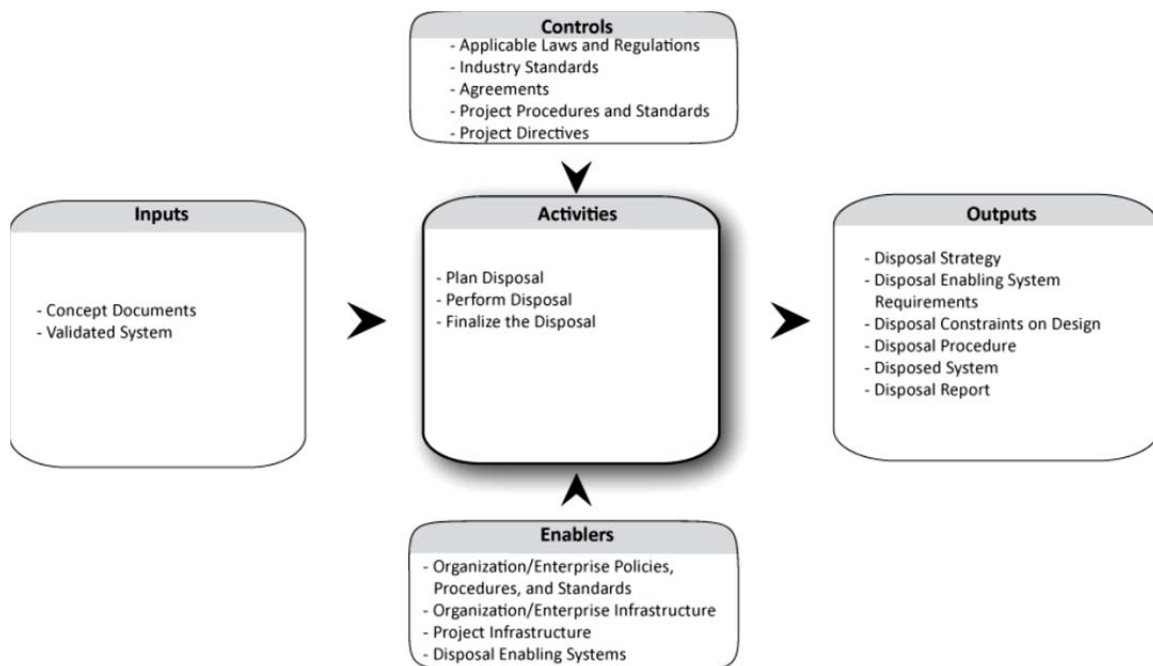 Controls
- Applicable Laws and Regulations
- Industry Standards
- Agreements
- Project Procedures and Standards
- Project Directives
Inputs
- Concept Documents
- Validated System
Activities
- Plan Disposal
- Perform Disposal
- Finalize the Disposal
Outputs
- Disposal Strategy
- Disposal Enabling System
Requirements
- Disposal Constraints on Design
- Disposal Procedure
- Disposed System
- Disposal Report
Enablers
- Organization/Enterprise Policies,
Procedures, and Standards
- Organization/Enterprise Infrastructure
- Project Infrastructure
- Disposal Enabling Systems